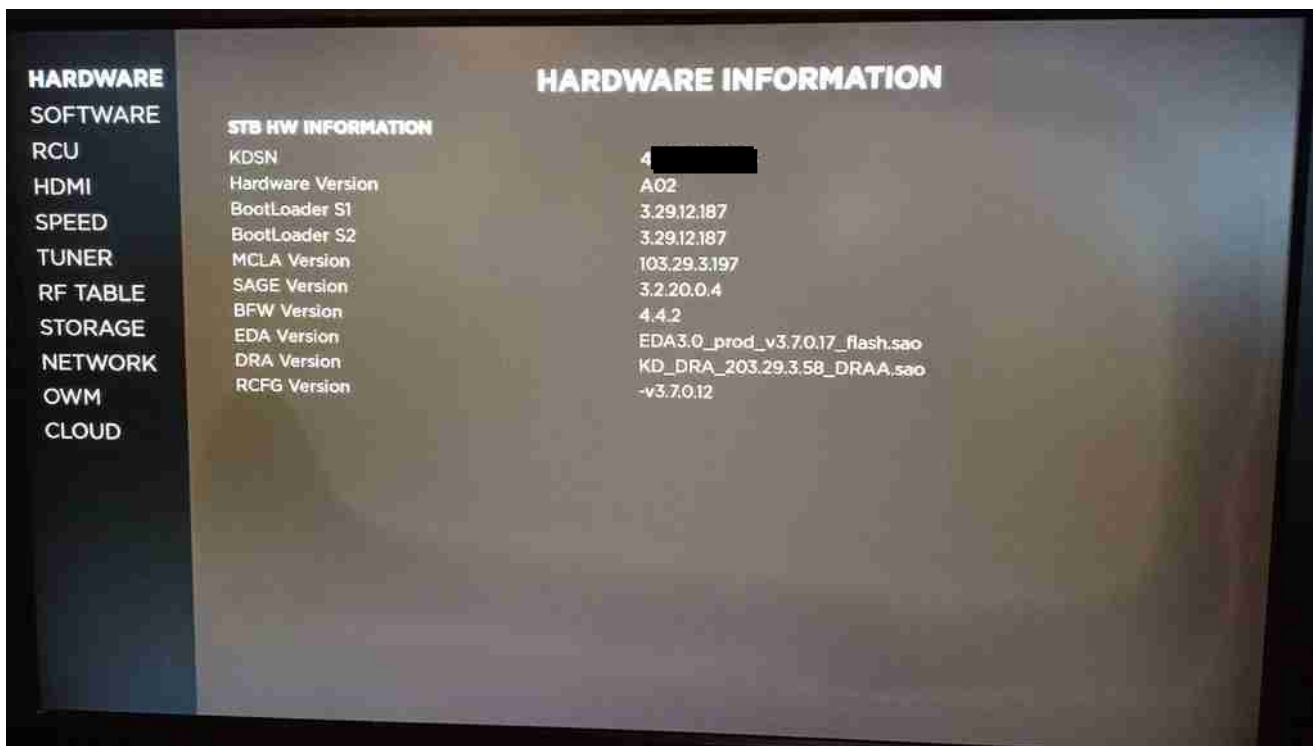 HARDWARE
SOFTWARE
RCU
HDMI
SPEED
TUNER
RF TABLE
STORAGE
NETWORK
OWM
CLOUD
HARDWARE INFORMATION
STB HW INFORMATION
KDSN 4
Hardware Version A02
BootLoader S1 3.29.12.187
BootLoader S2 3.29.12.187
MCLA Version 103.29.3.197
SAGE Version 3.2.20.0.4
BFW Version 4.4.2
EDA Version EDA3.0_prod_v3.7.0.17_flash.sao
DRA Version KD_DRA_203.29.3.58_DRAA.sao
RCFG Version -v3.7.0.12